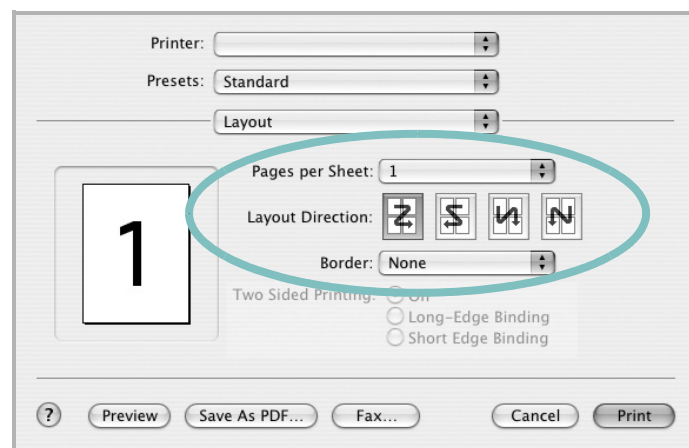 Printer:
Presets: Standard
Layout
Pages per Sheet: 1
Layout Direction:
Border: None
Two Sided Printing: Off
Long-Edge Binding
Short Edge Binding
1
? Preview Save As PDF... Fax... Cancel Print